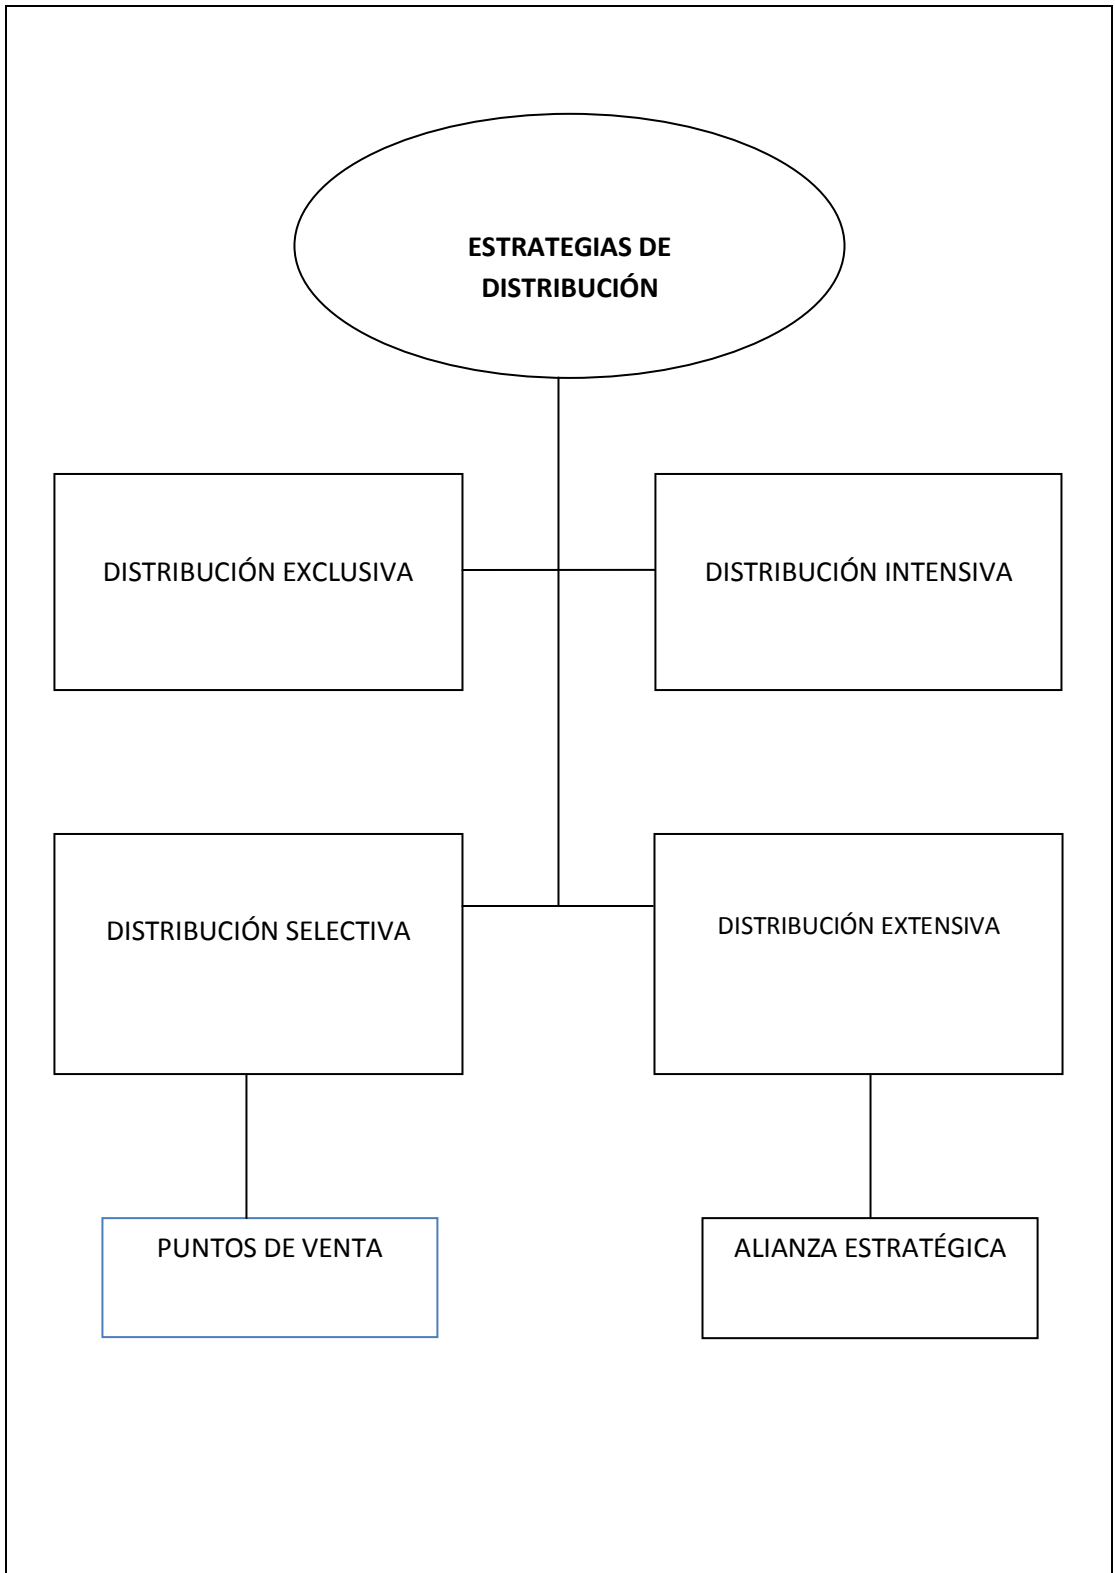 ESTRATEGIAS DE
DISTRIBUCIÓN
DISTRIBUCIÓN EXCLUSIVA
DISTRIBUCIÓN INTENSIVA
DISTRIBUCIÓN SELECTIVA
DISTRIBUCIÓN EXTENSIVA
PUNTOS DE VENTA
ALIANZA ESTRATÉGICA